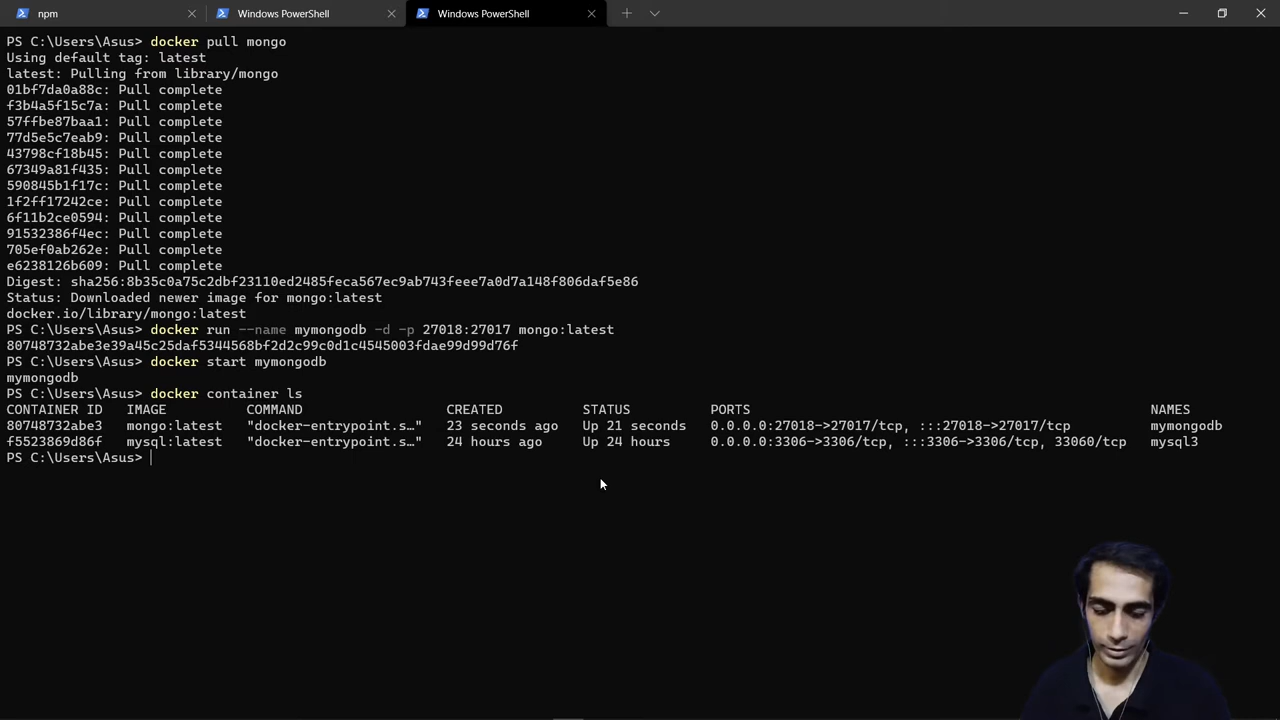 npm
Windows PowerShell
Windows PowerShell
PS C:\Users\Asus> docker pull mongo
Using default tag: latest
latest: Pulling from library/mongo
01bf7da0a88c: Pull complete
f3b4a5f15c7a: Pull complete
57ffbe87baa1: Pull complete
77d5e5c7eab9: Pull complete
43798cf18b45: Pull complete
67349a81f435: Pull complete
590845b1f17c: Pull complete
1f2ff17242ce: Pull complete
6f11b2ce0594: Pull complete
91532386f4ec: Pull complete
705ef0ab262e: Pull complete
e6238126b609: Pull complete
Digest: sha256:8b35c0a75c2dbf23110ed2485feca567ec9ab743feee7a0d7a148f806daf5e86
Status: Downloaded newer image for mongo:latest
docker.io/library/mongo:latest
PS C:\Users\Asus> docker run --name mymongodb -d -p 27018:27017 mongo:latest
80748732abe3e39a45c25daf5344568bf2d2c99c0d1c4545003fdae99d99d76f
PS C:\Users\Asus> docker start mymongodb
mymongodb
PS C:\Users\Asus> docker container ls
CONTAINER ID IMAGE COMMAND CREATED STATUS PORTS NAMES
80748732abe3 mongo:latest "docker-entrypoint.s…" 23 seconds ago Up 21 seconds 0.0.0.0:27018->27017/tcp, :::27018->27017/tcp mymongodb
f5523869d86f mysql:latest "docker-entrypoint.s…" 24 hours ago Up 24 hours 0.0.0.0:3306->3306/tcp, :::3306->3306/tcp, 33060/tcp mysql3
PS C:\Users\Asus>